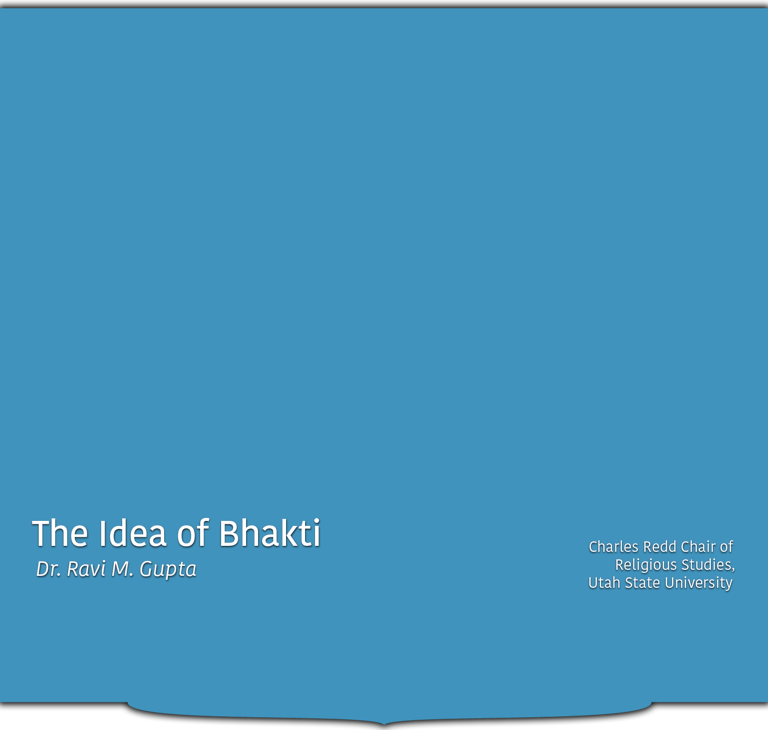 The Idea of Bhakti
Dr. Ravi M. Gupta
Charles Redd Chair of
Religious Studies,
Utah State University